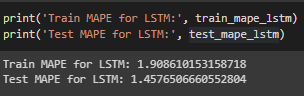 print('Train MAPE for LSTM:', train_mape_lstm)
print('Test MAPE for LSTM:', test_mape_lstm)
Train MAPE for LSTM: 1.908610153158718
Test MAPE for LSTM: 1.4576506660552804